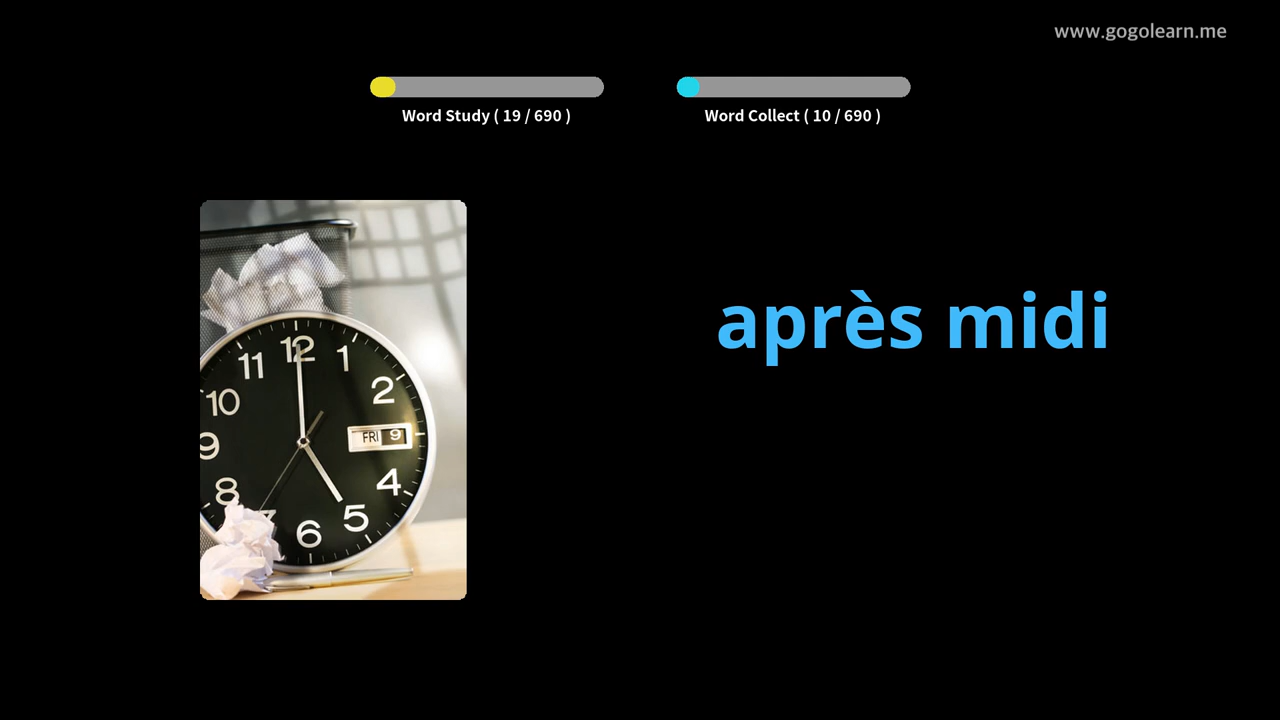 www.gogolearn.me
Word Study ( 19 / 690 )
Word Collect ( 10 / 690 )
après midi
12
11
1
10
2
9
FRI 9
8
4
7
5
6